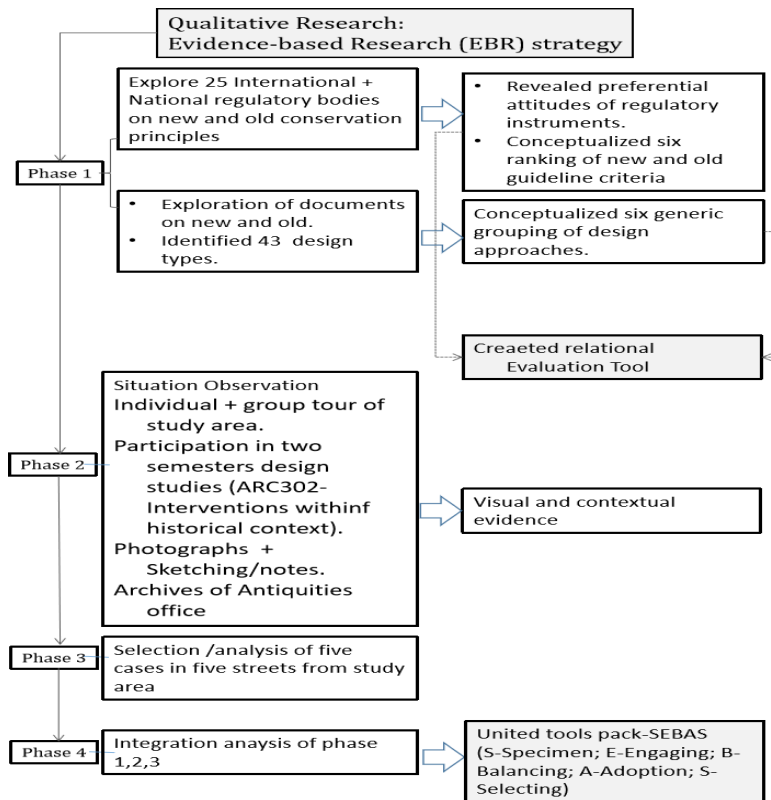 Qualitative Research:
Evidence-based Research (EBR) strategy
Phase 1
Explore 25 International +
National regulatory bodies
on new and old conservation
principles
• Revealed preferential
attitudes of regulatory
instruments.
• Conceptualized six
ranking of new and old
guideline criteria
• Exploration of documents
on new and old.
• Identified 43 design
types.
Conceptualized six generic
grouping of design
approaches.
Creaeted relational
Evaluation Tool
Phase 2
Situation Observation
Individual + group tour of
study area.
Participation in two
semesters design
studies (ARC302-
Interventions withinf
historical context).
Photographs +
Sketching/notes.
Archives of Antiquities
office
Visual and contextual
evidence
Phase 3
Selection /analysis of five
cases in five streets from study
area
Phase 4
Integration anaysis of phase
1,2,3
United tools pack-SEBAS
(S-Specimen; E-Engaging; B-
Balancing; A-Adoption; S-
Selecting)